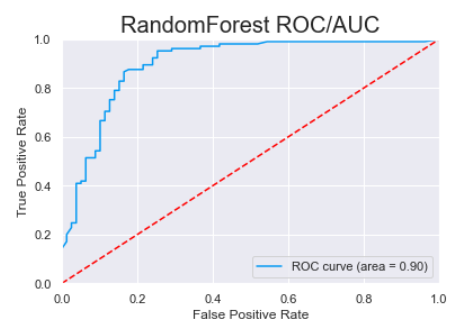 RandomForest ROC/AUC
1.0
0.8
0.6
0.4
0.2
0.0
True Positive Rate
ROC curve (area = 0.90)
0.0 0.2 0.4 0.6 0.8 1.0
False Positive Rate